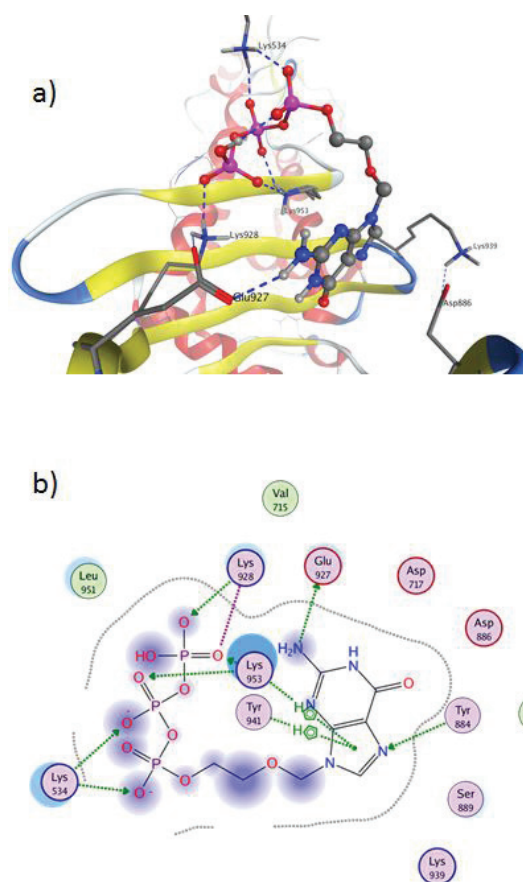 a)
Lys534
Lys953
Lys928
Lys939
Glu927
Asp886
b)
Val
715
Leu
951
Lys
928
Glu
927
Asp
717
Asp
886
O
HO P O
H₂N
NH
O
Lys
953
O
N
O
H
Tyr
941
H
Tyr
884
O⁻ P
O
O P
O
O
N
N
Lys
534
O⁻
Ser
889
Lys
939